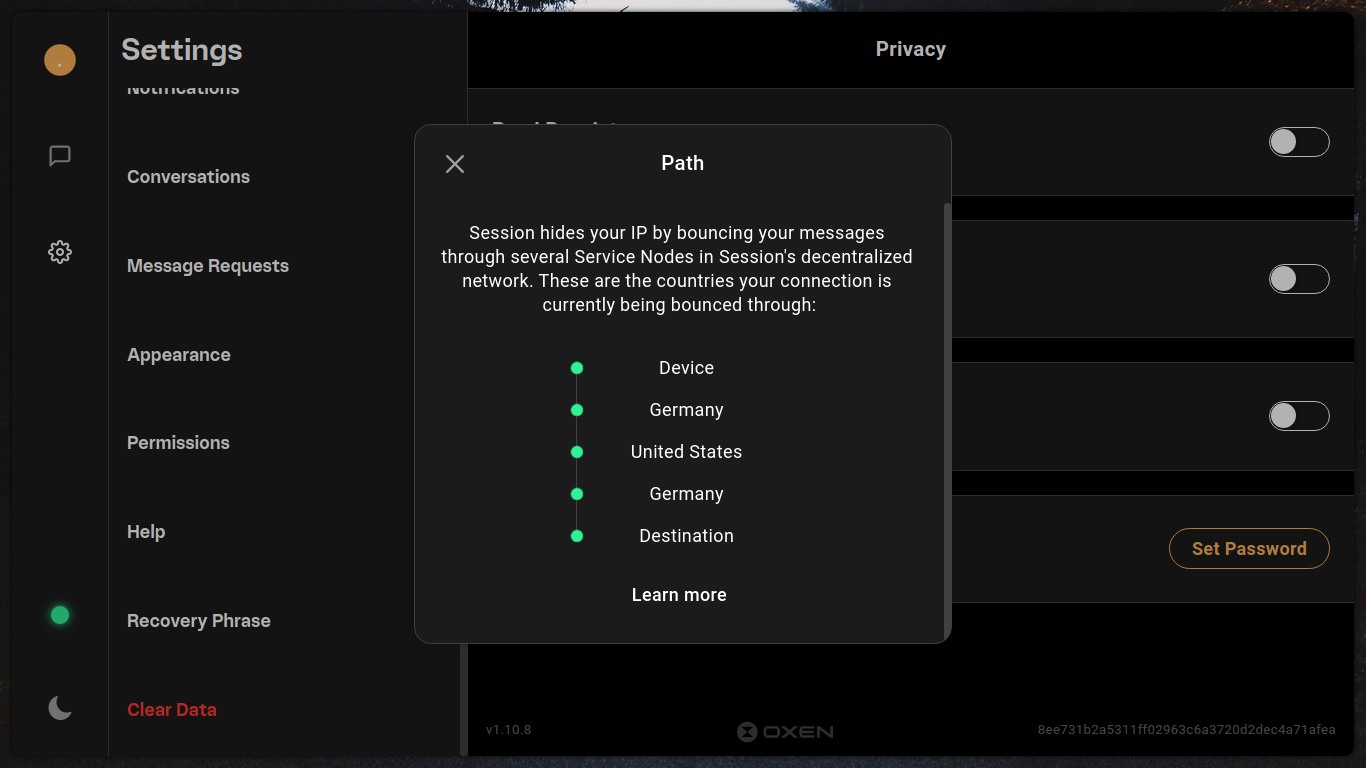 Settings
Notifications
Conversations
Message Requests
Appearance
Permissions
Help
Recovery Phrase
Clear Data
Privacy
Path
Session hides your IP by bouncing your messages
through several Service Nodes in Session's decentralized
network. These are the countries your connection is
currently being bounced through:
Device
Germany
United States
Germany
Destination
Learn more
Set Password
v1.10.8
OXEN
8ee731b2a5311ff02963c6a3720d2dec4a71afea